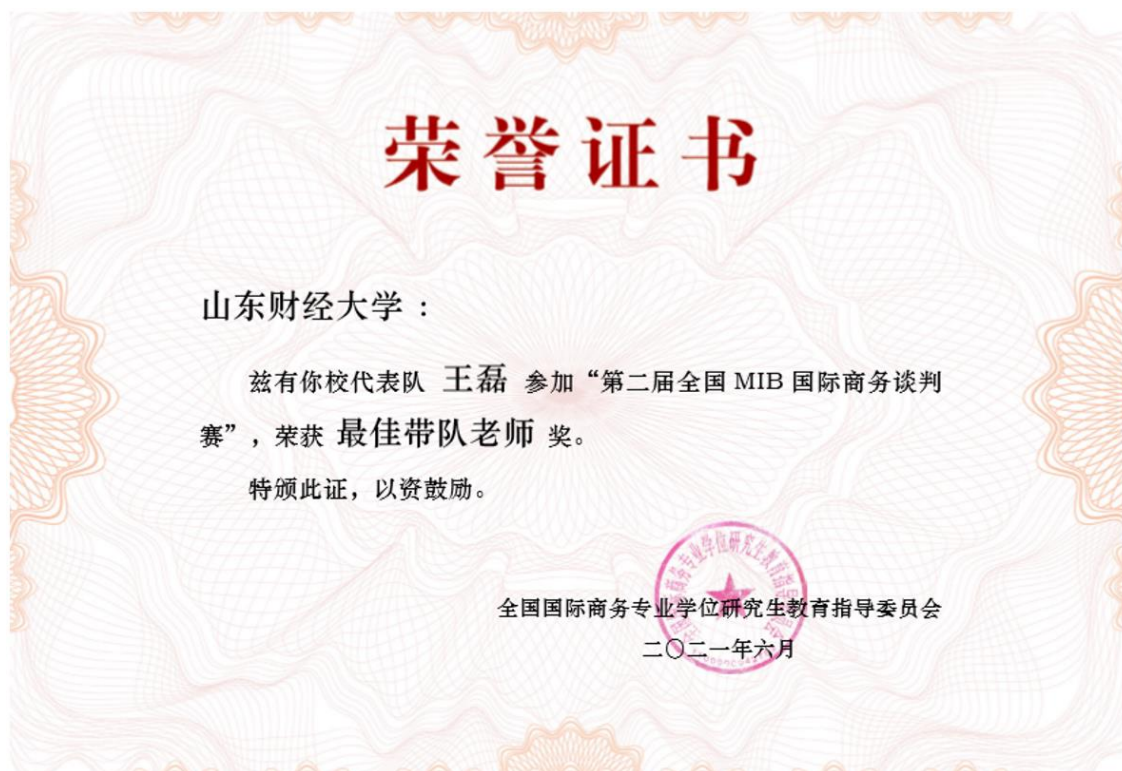 荣誉证书
山东财经大学：
兹有你校代表队 王磊 参加“第二届全国 MIB 国际商务谈判
赛”，荣获 最佳带队老师 奖。
特颁此证，以资鼓励。
全国国际商务专业学位研究生教育指导委员会
二〇二一年六月